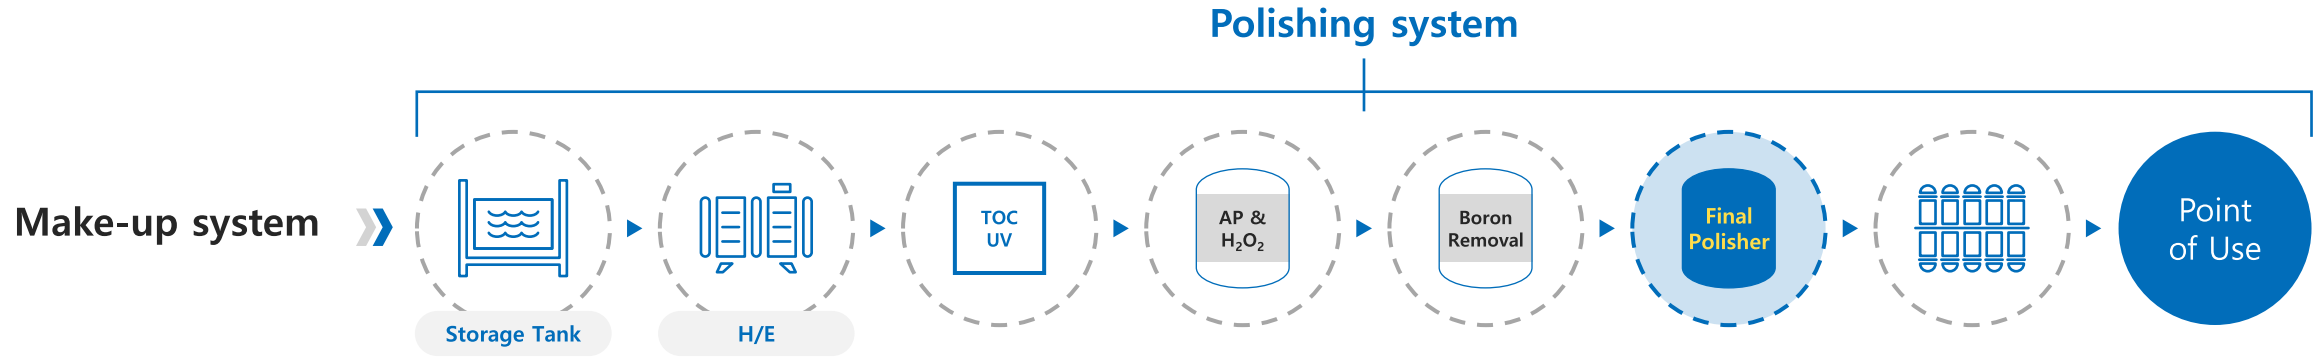 Polishing system
Make-up system
TOC
UV
AP &
H₂O₂
Boron
Removal
Final
Polisher
Point
of Use
Storage Tank
H/E